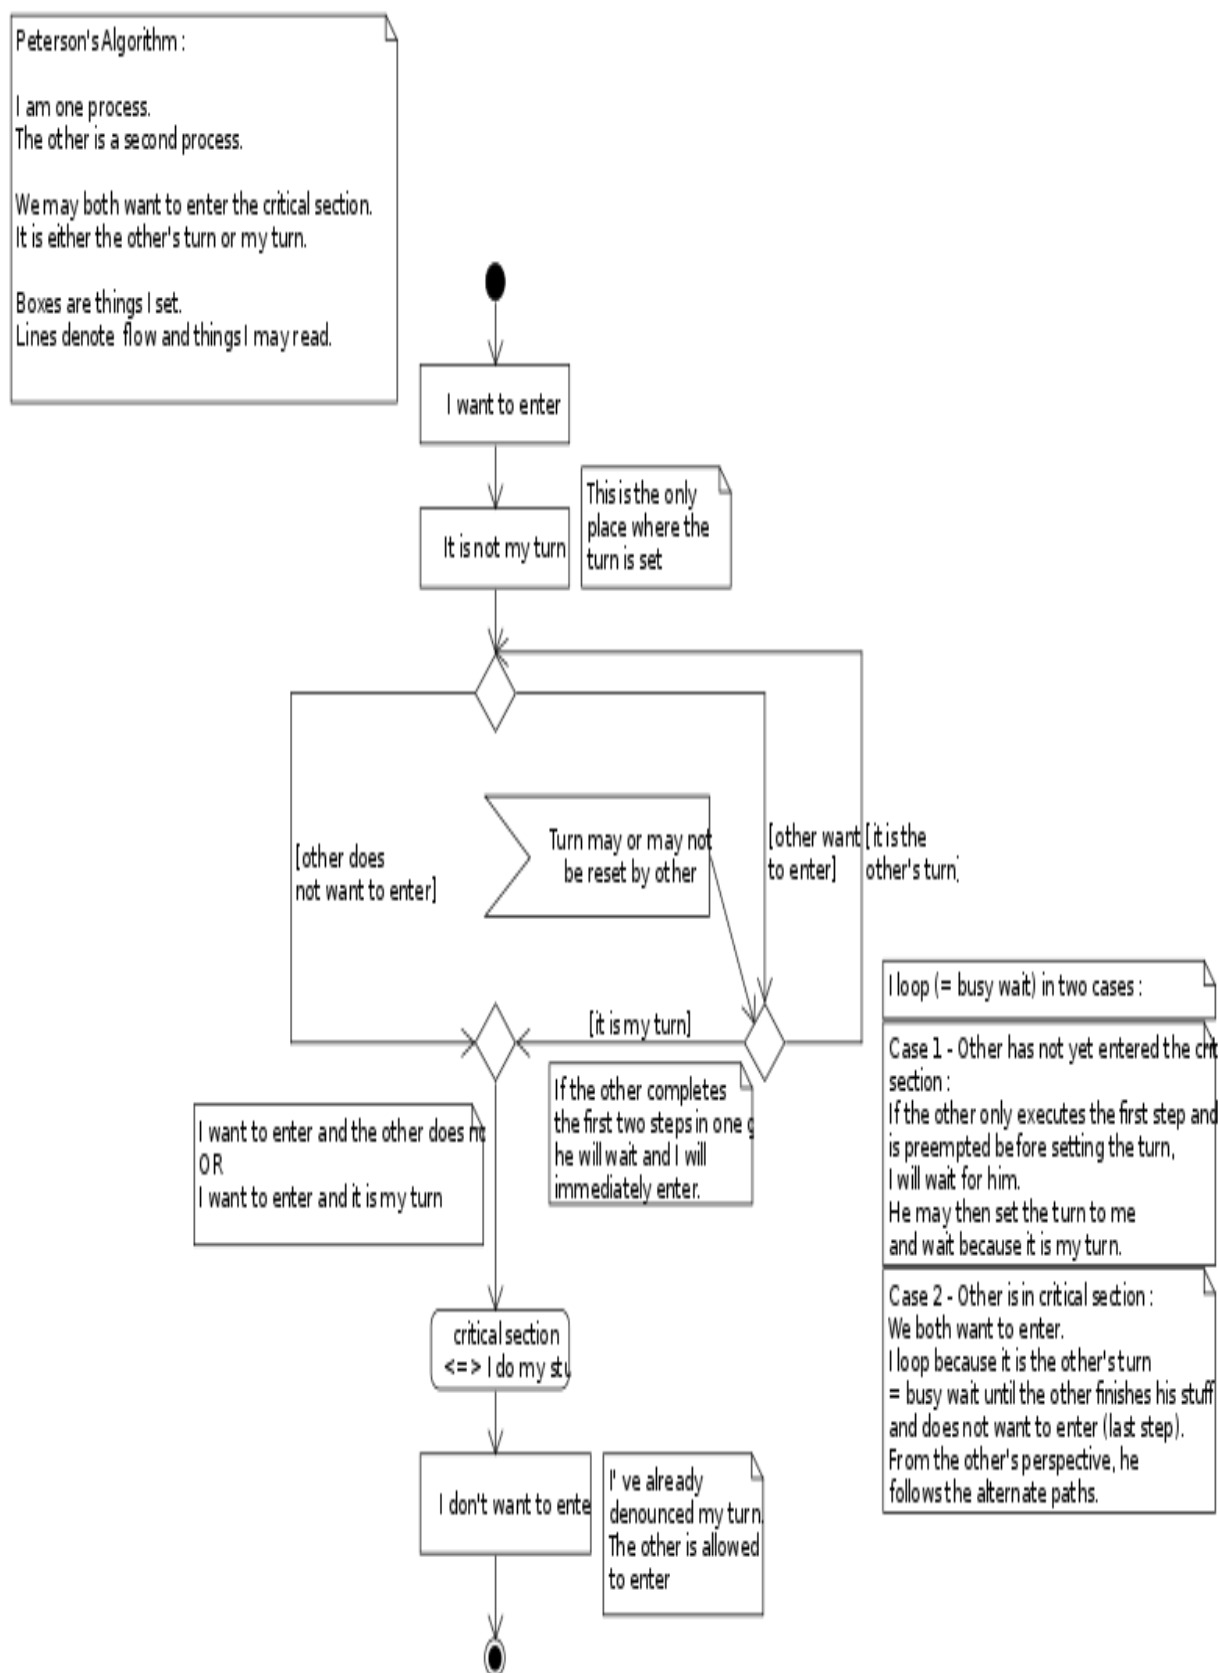 Peterson's Algorithm :
I am one process.
The other is a second process.
We may both want to enter the critical section.
It is either the other's turn or my turn.
Boxes are things I set.
Lines denote flow and things I may read.
I want to enter
It is not my turn
This is the only
place where the
turn is set
[other does
not want to enter]
Turn may or may not
be reset by other
[other want
to enter]
[it is the
other's turn]
[it is my turn]
If the other completes
the first two steps in one
he will wait and I will
immediately enter.
I want to enter and the other does
OR
I want to enter and it is my turn
I loop (= busy wait) in two cases :
Case 1 - Other has not yet entered the crit
section :
If the other only executes the first step and
is preempted before setting the turn,
I will wait for him.
He may then set the turn to me
and wait because it is my turn.
Case 2 - Other is in critical section :
We both want to enter.
I loop because it is the other's turn
= busy wait until the other finishes his stuff
and does not want to enter (last step).
From the other's perspective, he
follows the alternate paths.
critical section
<=> I do my stu
I don't want to ente
I' ve already
denounced my turn.
The other is allowed
to enter